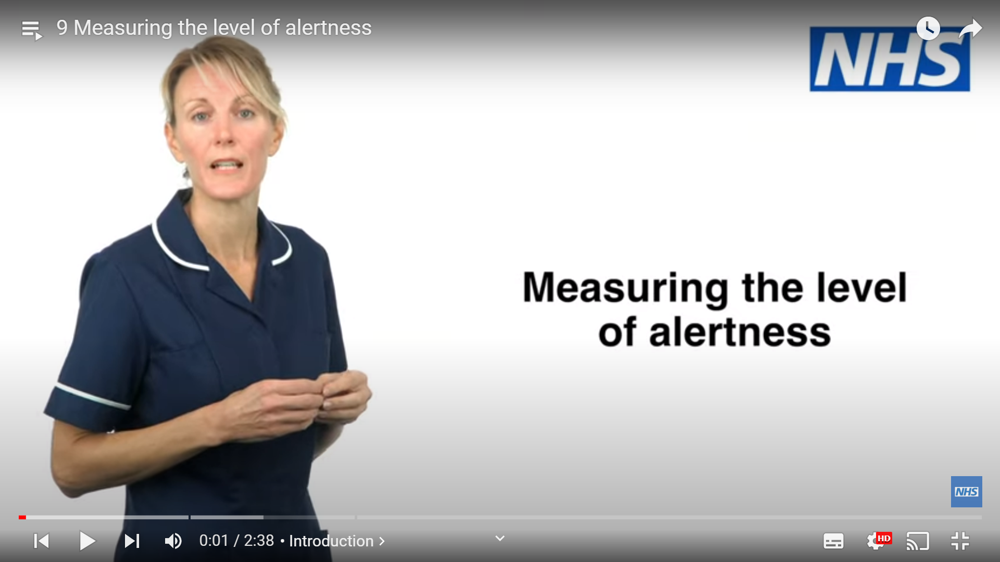 9 Measuring the level of alertness
NHS
Measuring the level
of alertness
NHS
0:01 / 2:38 • Introduction
HD